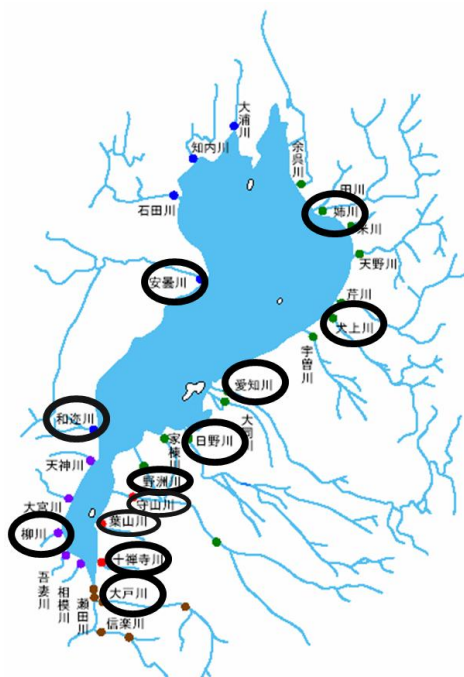 大浦川
知内川
余呉川
石田川
田川
姉川
米川
天野川
安曇川
芹川
犬上川
宇曽川
愛知川
大同川
和迩川
日野川
家棟川
天神川
野洲川
守山川
大宮川
葉山川
柳川
十禅寺川
吾妻川
相模川
瀬田川
大戸川
信楽川